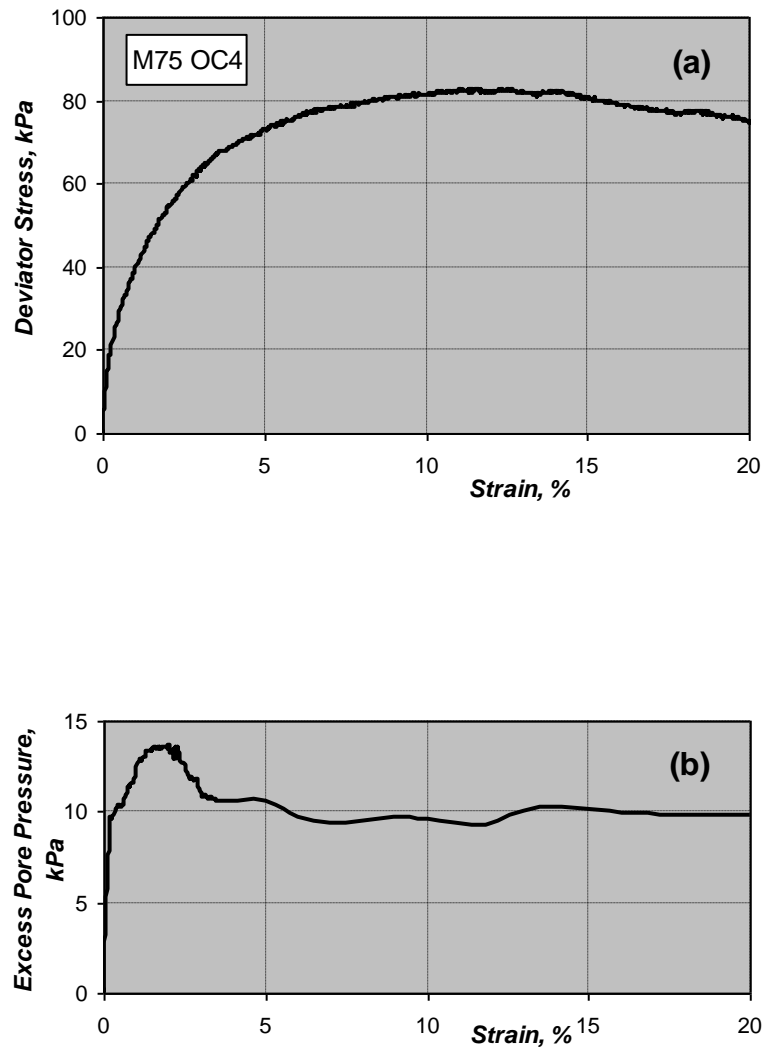 100
M75 OC4
(a)
80
60
40
20
0
Deviator Stress, kPa
0 5 10 15 20
Strain, %
15
(b)
10
5
0
Excess Pore Pressure,
kPa
0 5 10 15 20
Strain, %